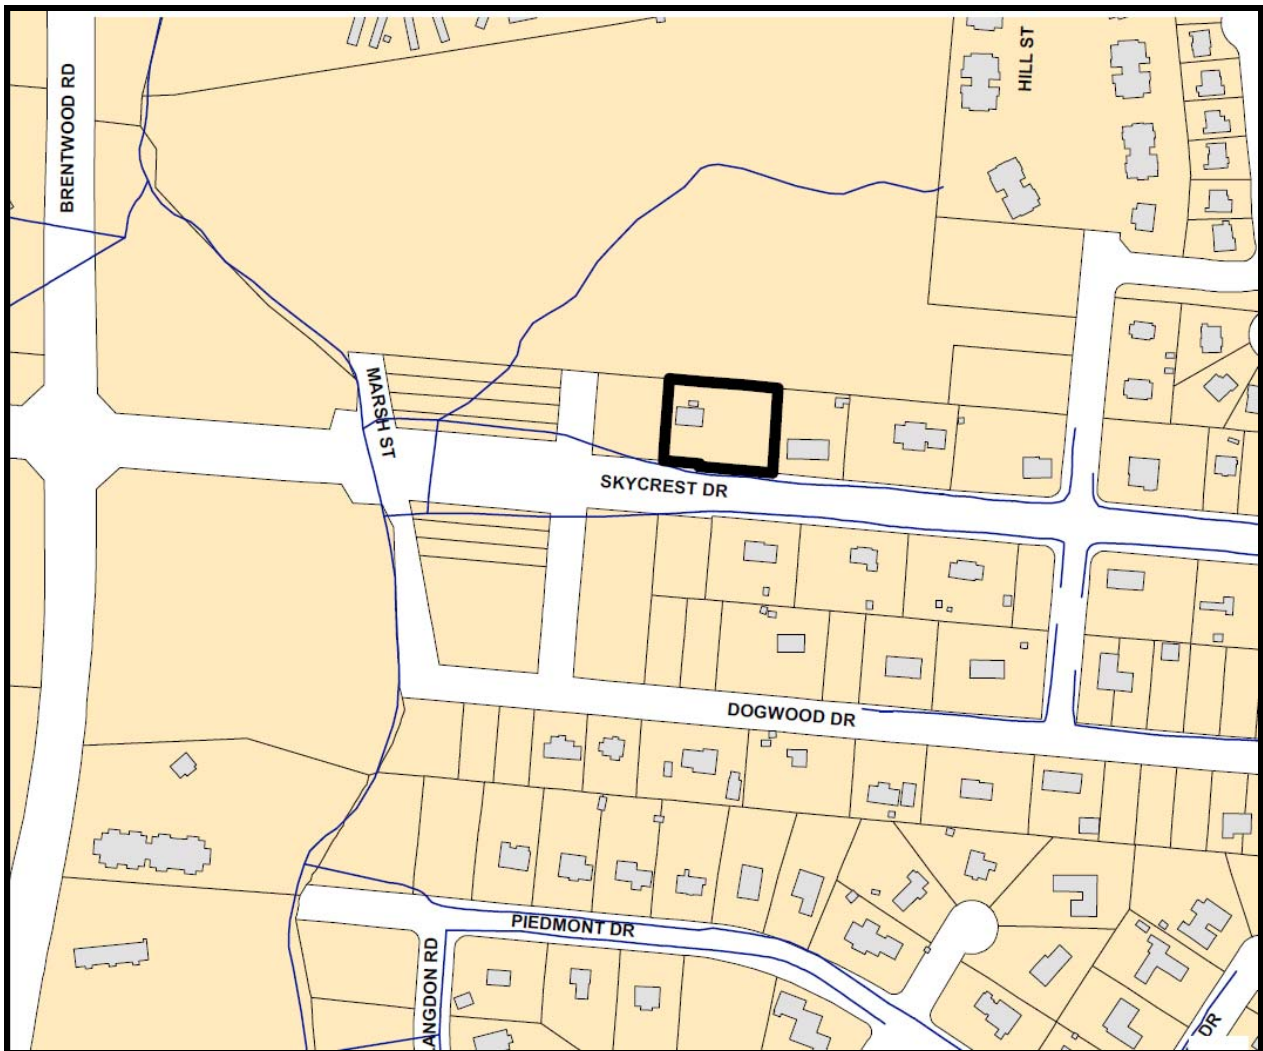 HILL ST
BRENTWOOD RD
MARSH ST
SKYCREST DR
DOGWOOD DR
PIEDMONT DR
ANGDON RD
DR